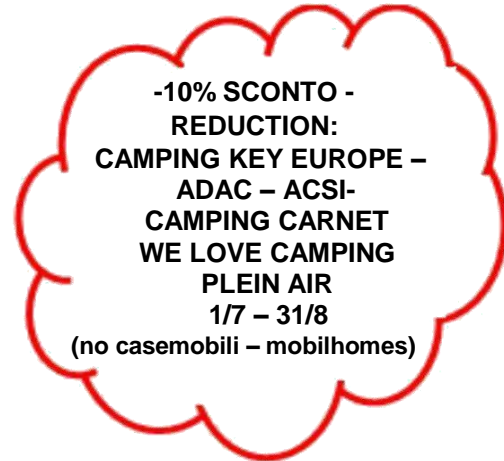 -10% SCONTO -
REDUCTION:
CAMPING KEY EUROPE –
ADAC – ACSI-
CAMPING CARNET
WE LOVE CAMPING
PLEIN AIR
1/7 – 31/8
(no casemobili – mobilhomes)